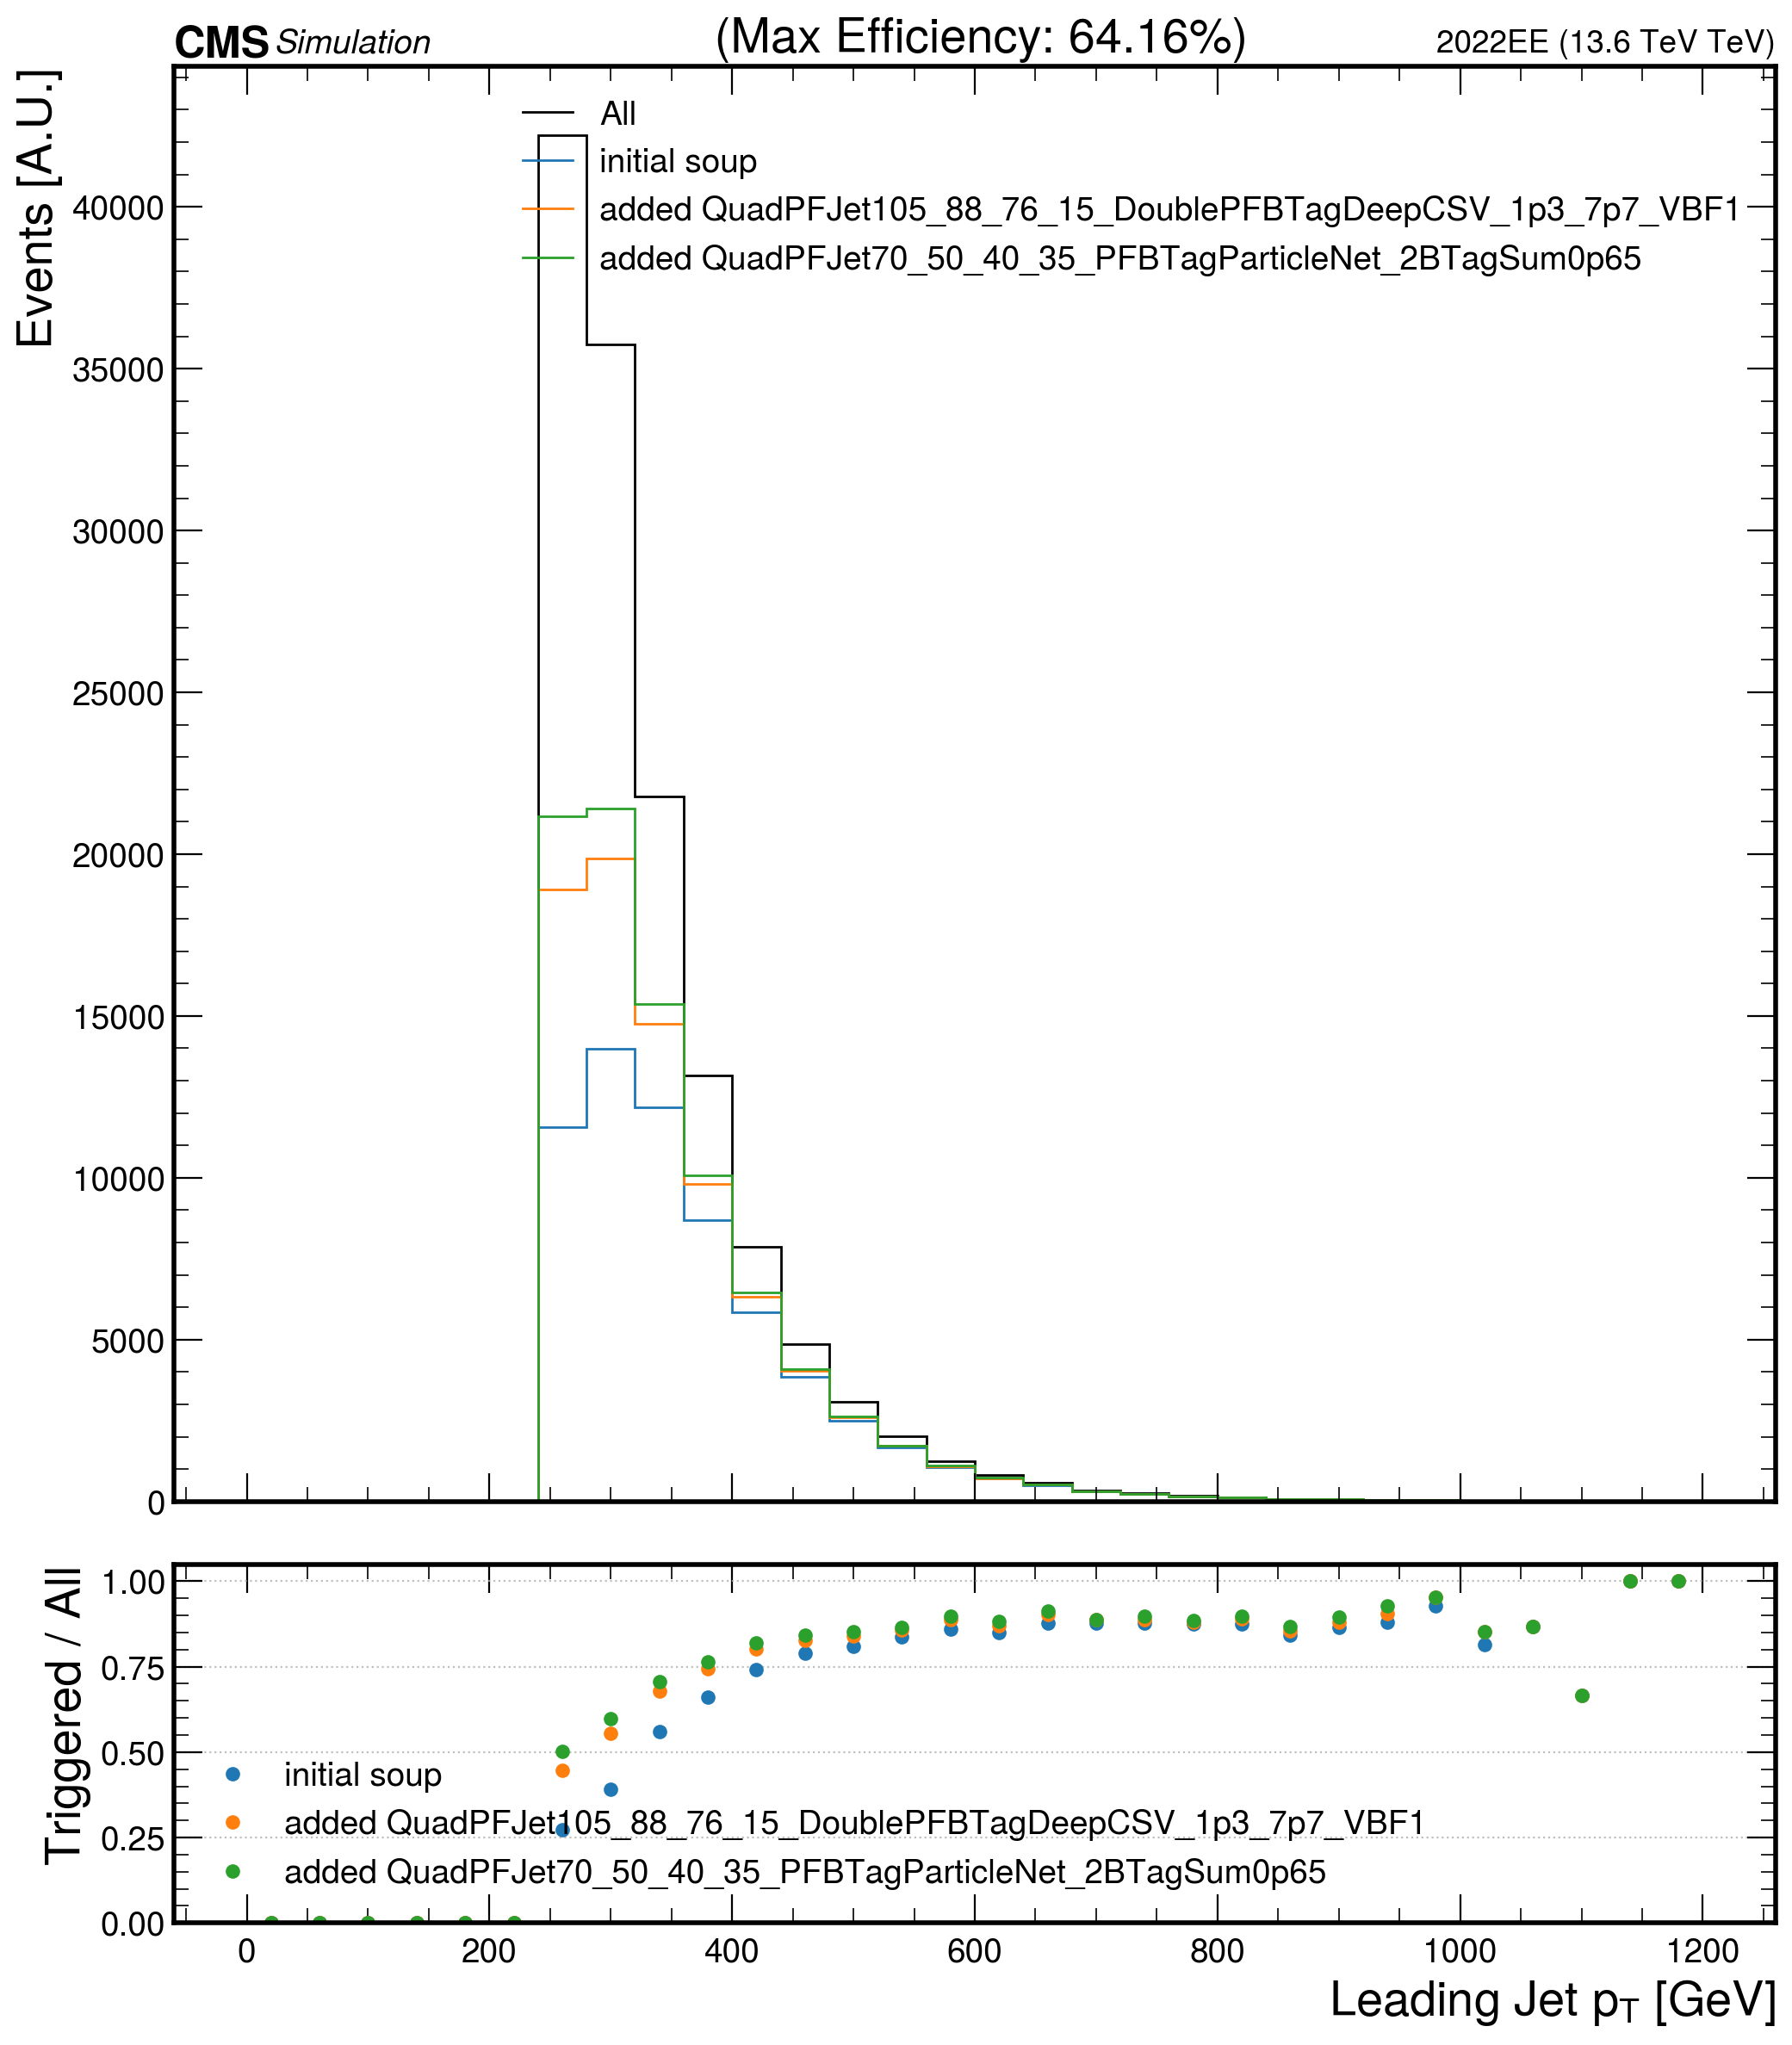 CMS Simulation (Max Efficiency: 64.16%) 2022EE (13.6 TeV TeV)
Events [A.U.]
All
initial soup
added QuadPFJet105_88_76_15_DoublePFBTagDeepCSV_1p3_7p7_VBF1
added QuadPFJet70_50_40_35_PFBTagParticleNet_2BTagSum0p65
40000
35000
30000
25000
20000
15000
10000
5000
0
Triggered / All
1.00
0.75
0.50
0.25
0.00
initial soup
added QuadPFJet105_88_76_15_DoublePFBTagDeepCSV_1p3_7p7_VBF1
added QuadPFJet70_50_40_35_PFBTagParticleNet_2BTagSum0p65
0 200 400 600 800 1000 1200
Leading Jet pT [GeV]